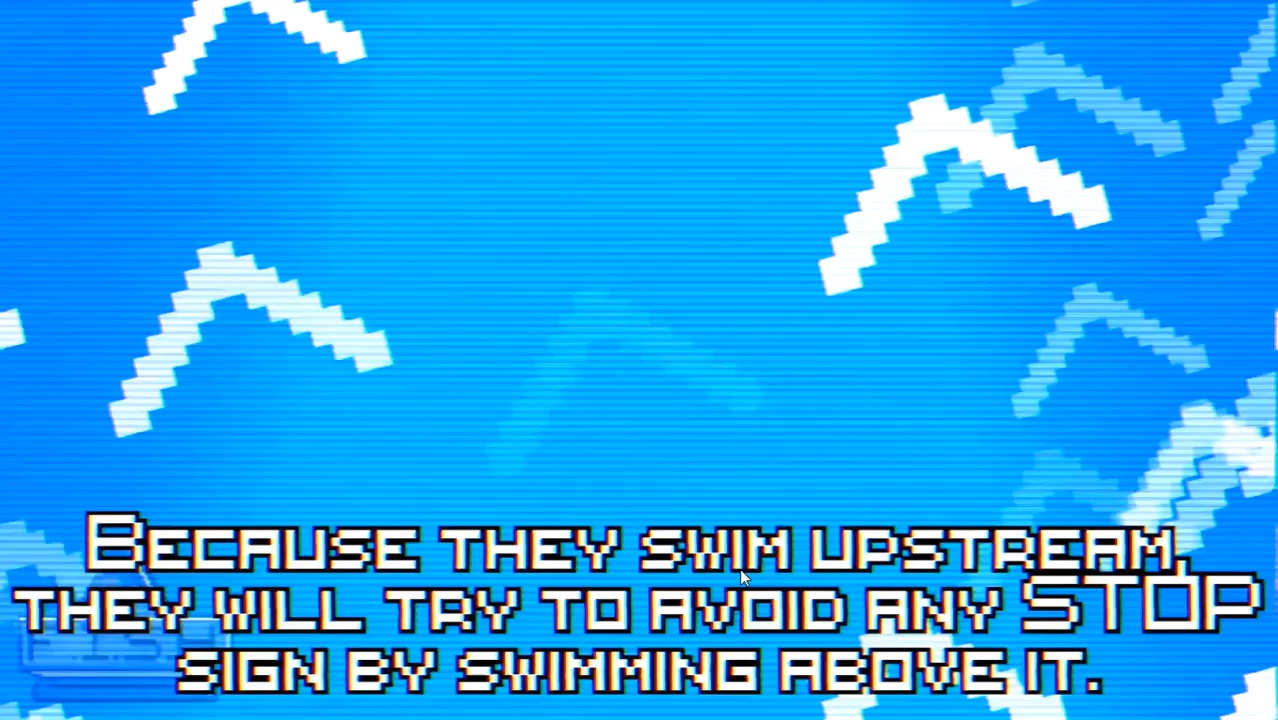 Because they swim upstream,
they will try to avoid any STOP
sign by swimming above it.